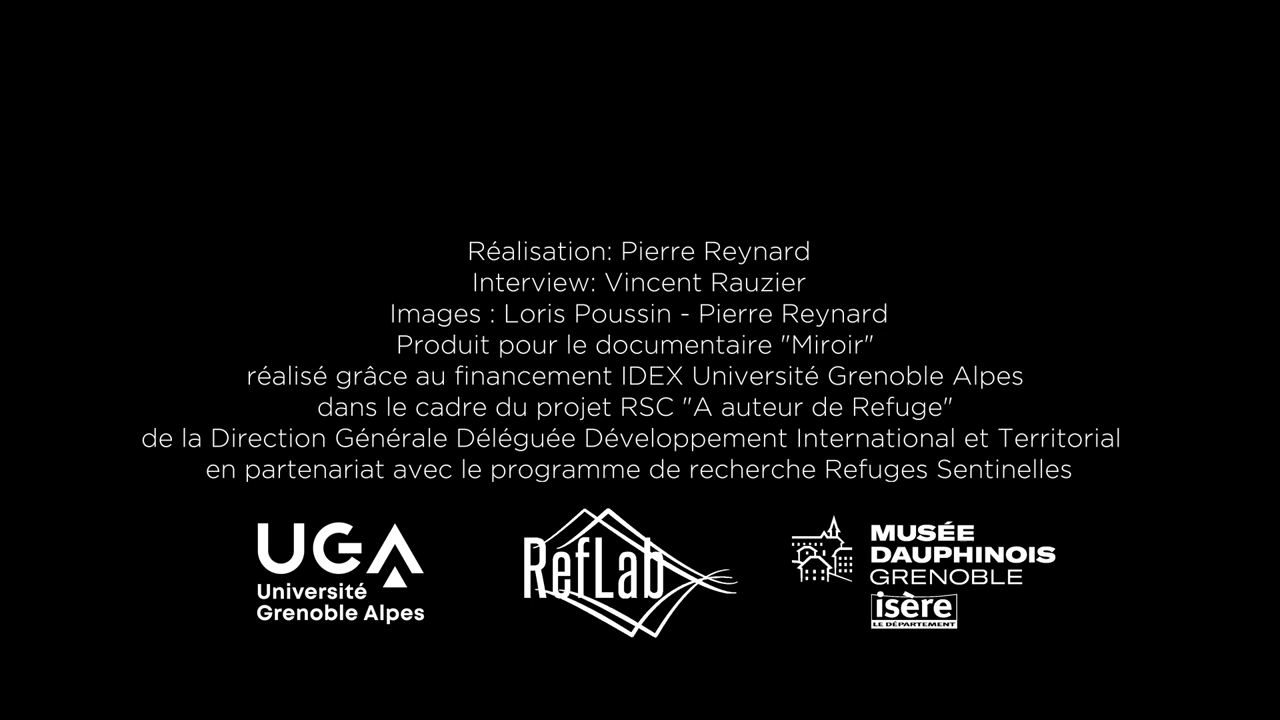 Réalisation: Pierre Reynard
Interview: Vincent Rauzier
Images : Loris Poussin - Pierre Reynard
Produit pour le documentaire "Miroir"
réalisé grâce au financement IDEX Université Grenoble Alpes
dans le cadre du projet RSC "A auteur de Refuge"
de la Direction Générale Déléguée Développement International et Territorial
en partenariat avec le programme de recherche Refuges Sentinelles
UGA
Université
Grenoble Alpes
RefLab
MUSÉE
DAUPHINOIS
GRENOBLE
isère
LE DÉPARTEMENT